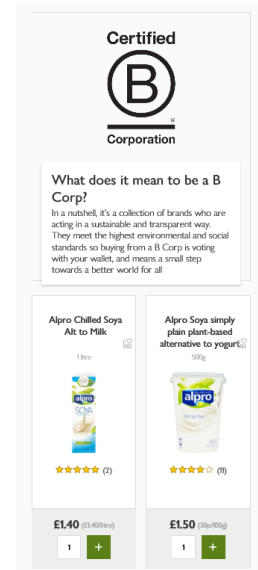 Certified
B
Corporation
What does it mean to be a B
Corp?
In a nutshell, it's a collection of brands who are
acting in a sustainable and transparent way.
They meet the highest environmental and social
standards so buying from a B Corp is voting
with your wallet, and means a small step
towards a better world for all
Alpro Chilled Soya
Alt to Milk
1 litre
alpro
SOYA
(2)
£1.40 (£1.40/litre)
1 +
Alpro Soya simply
plain plant-based
alternative to yogurt
500g
alpro
Simply Plain
(11)
£1.50 (30p/100g)
1 +